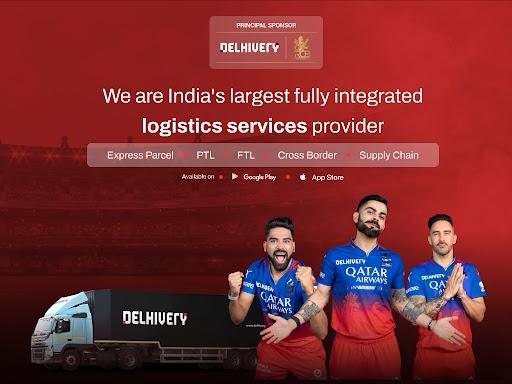 PRINCIPAL SPONSOR
DELHIVERY
We are India's largest fully integrated
logistics services provider
Express Parcel PTL FTL Cross Border Supply Chain
Available on Google Play App Store
DELHIVERY
DELHIVERY
QATAR
AIRWAYS
DELHIVERY
QATAR
AIRWAYS
DELHIVERY
QATAR
AIRWAYS